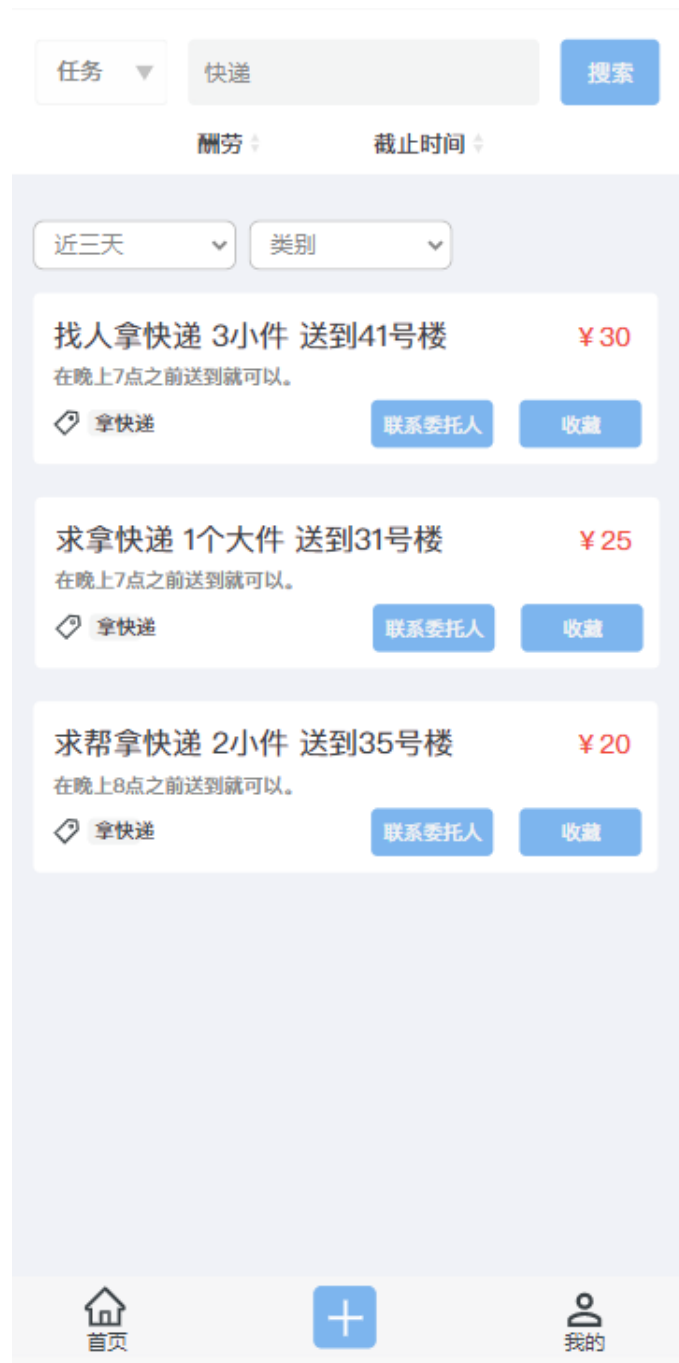 任务 快递 搜索
酬劳 截止时间
近三天 类别
找人拿快递 3小件 送到41号楼 ¥30
在晚上7点之前送到就可以。
拿快递 联系委托人 收藏
求拿快递 1个大件 送到31号楼 ¥25
在晚上7点之前送到就可以。
拿快递 联系委托人 收藏
求帮拿快递 2小件 送到35号楼 ¥20
在晚上8点之前送到就可以。
拿快递 联系委托人 收藏
首页 我的